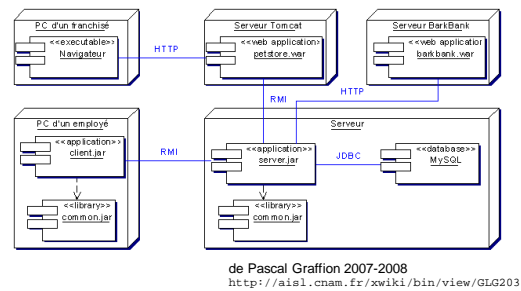 PC d'un franchisé
<<executable>>
Navigateur
HTTP
Serveur Tomcat
<<web application>
petstore.war
Serveur BarkBank
<<web application
barkbank.war
RMI
HTTP
PC d'un employé
<<application>>
client.jar
<<library>>
common.jar
RMI
Serveur
<<application>>
server.jar
JDBC
<<database>>
MySQL
<<library>>
common.jar
de Pascal Graffion 2007-2008
http://aisl.cnam.fr/xwiki/bin/view/GLG203